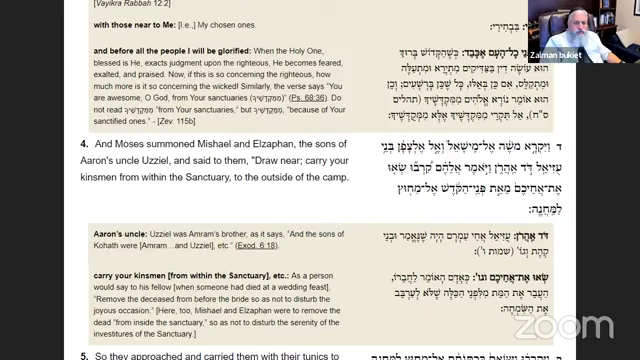 [Vayikra Rabbah 12:2]
with those near to Me: [I.e.,] My chosen ones.
and before all the people I will be glorified: When the Holy One,
blessed is He, exacts judgment upon the righteous, He becomes feared,
exalted, and praised. Now, if this is so concerning the righteous, how
much more is it so concerning the wicked! Similarly, the verse says "You
are awesome, O God, from Your sanctuaries (מִמִּקְדָּשֶׁיךָ)" (Ps. 68:36). Do
not read מִמִּקְדָּשֶׁיךָ "from Your sanctuaries," but מִמְּקֻדָּשֶׁיךָ, "because of Your
sanctified ones." - [Zev. 115b]
בִּקְרֹבַי: בִּבְחִירַי:
וְעַל פְּנֵי כָל־הָעָם אֶכָּבֵד: כְּשֶׁהַקָּדוֹשׁ בָּרוּךְ
הוּא עוֹשֶׂה דִין בַּצַּדִּיקִים מִתְיָרֵא וּמִתְעַלֶּה
וּמִתְקַלֵּס, אִם כֵּן בְּאֵלּוּ, כָּל שֶׁכֵּן בָּרְשָׁעִים; וְכֵן
הוּא אוֹמֵר נוֹרָא אֱלֹהִים מִמִּקְדָּשֶׁיךָ (תהלים
ס"ח), אַל תִּקְרֵי מִמִּקְדָּשֶׁיךָ אֶלָּא מִמְּקֻדָּשֶׁיךָ:
4. And Moses summoned Mishael and Elzaphan, the sons of
Aaron's uncle Uzziel, and said to them, "Draw near; carry your
kinsmen from within the Sanctuary, to the outside of the camp.
ד וַיִּקְרָא מֹשֶׁה אֶל־מִישָׁאֵל וְאֶל אֶלְצָפָן בְּנֵי
עֻזִּיאֵל דֹּד אַהֲרֹן וַיֹּאמֶר אֲלֵהֶם קִרְבוּ שְׂאוּ
אֶת־אֲחֵיכֶם מֵאֵת פְּנֵי־הַקֹּדֶשׁ אֶל־מִחוּץ
לַמַּחֲנֶה:
Aaron's uncle: Uzziel was Amram's brother, as it says, "And the sons of
Kohath were [Amram…and Uzziel], etc." (Exod. 6:18).
דֹּד אַהֲרֹן: עֻזִּיאֵל אֲחִי עַמְרָם הָיָה שֶׁנֶּאֱמַר וּבְנֵי
קְהָת וְגוֹ' (שמות ו'):
carry your kinsmen [from within the Sanctuary], etc.: As a person
would say to his fellow [when someone had died at a wedding feast],
"Remove the deceased from before the bride so as not to disturb the
joyous occasion." [Here, too, Mishael and Elzaphan were to remove the
dead "from inside the sanctuary," so as not to disturb the serenity of the
investitures of the Sanctuary.]
שְׂאוּ אֶת־אֲחֵיכֶם וגו': כְּאָדָם הָאוֹמֵר לַחֲבֵרוֹ,
הַעֲבֵר אֶת הַמֵּת מִלִּפְנֵי הַכַּלָּה שֶׁלֹּא לְעַרְבֵּב
אֶת הַשִּׂמְחָה:
5. So they approached and carried them with their tunics to
Zalman bukiet
zoom